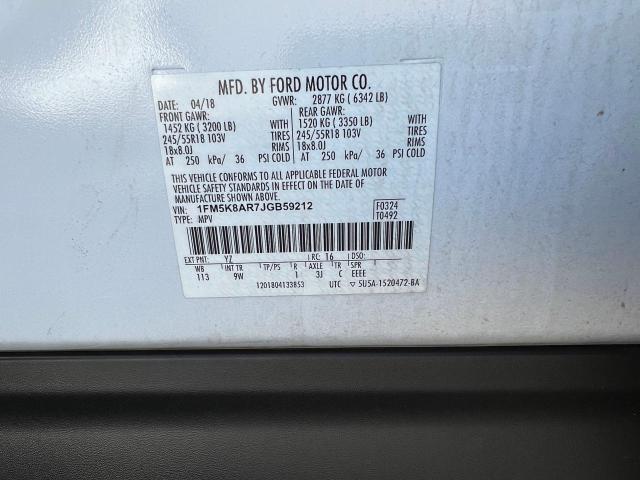 MFD. BY FORD MOTOR CO.
DATE: 04/18 GVWR: 2877 KG ( 6342 LB)
FRONT GAWR: REAR GAWR:
1452 KG ( 3200 LB) WITH 1520 KG ( 3350 LB) WITH
245/55R18 103V TIRES 245/55R18 103V TIRES
18x8.0J RIMS 18x8.0J RIMS
AT 250 kPa/ 36 PSI COLD AT 250 kPa/ 36 PSI COLD
THIS VEHICLE CONFORMS TO ALL APPLICABLE FEDERAL MOTOR
VEHICLE SAFETY STANDARDS IN EFFECT ON THE DATE OF
MANUFACTURE SHOWN ABOVE.
VIN: 1FM5K8AR7JGB59212 F0324
TYPE: MPV T0492
EXT PNT: YZ RC: 16 DSO:
WB INT TR TP/PS R AXLE TR SPR
113 9W I 3J C EEEE
1201804133853 UTC ▽ 5U5A-1520472-BA